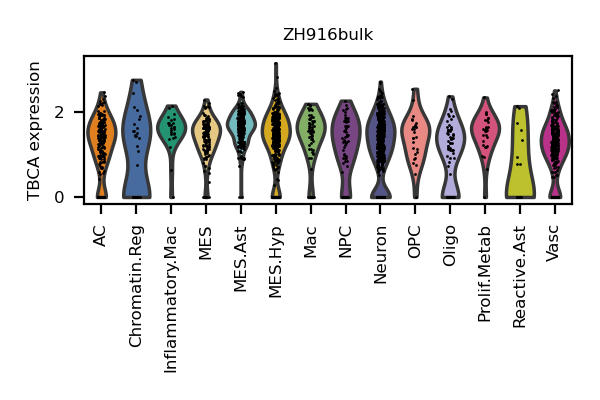 ZH916bulk
TBCA expression
2
0
AC
Chromatin.Reg
Inflammatory.Mac
MES
MES.Ast
MES.Hyp
Mac
NPC
Neuron
OPC
Oligo
Prolif.Metab
Reactive.Ast
Vasc